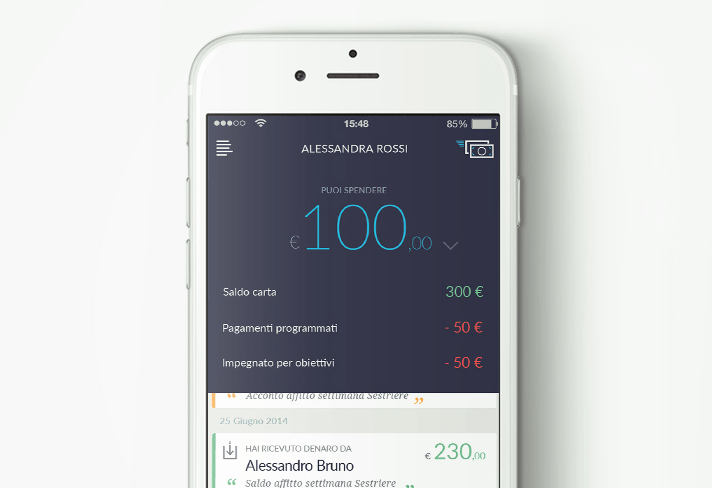 15:48 85%
ALESSANDRA ROSSI
PUOI SPENDERE
€ 100,00
Saldo carta 300 €
Pagamenti programmati - 50 €
Impegnato per obiettivi - 50 €
“ Acconto affitto settimana Sestriere ”
25 Giugno 2014
HAI RICEVUTO DENARO DA
Alessandro Bruno € 230,00
“ Saldo affitto settimana Sestriere ”